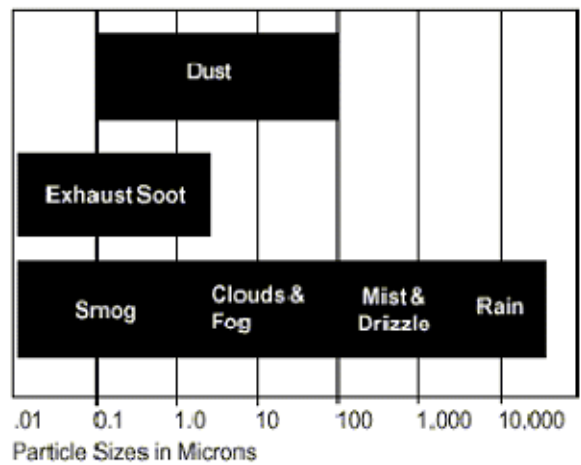 Dust
Exhaust Soot
Smog
Clouds &
Fog
Mist &
Drizzle
Rain
.01 0.1 1.0 10 100 1,000 10,000
Particle Sizes in Microns